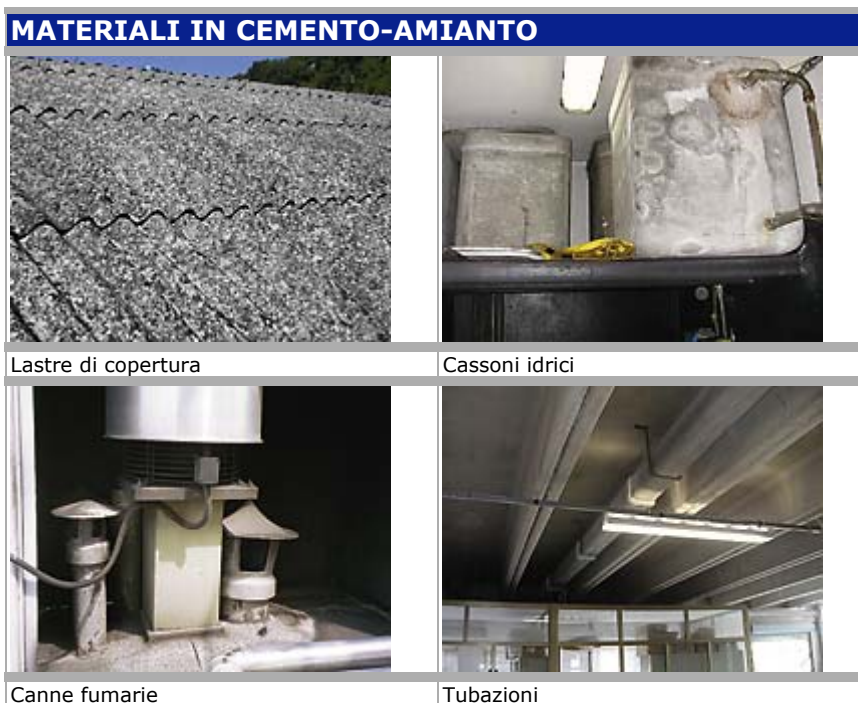 MATERIALI IN CEMENTO-AMIANTO
Lastre di copertura
Cassoni idrici
Canne fumarie
Tubazioni